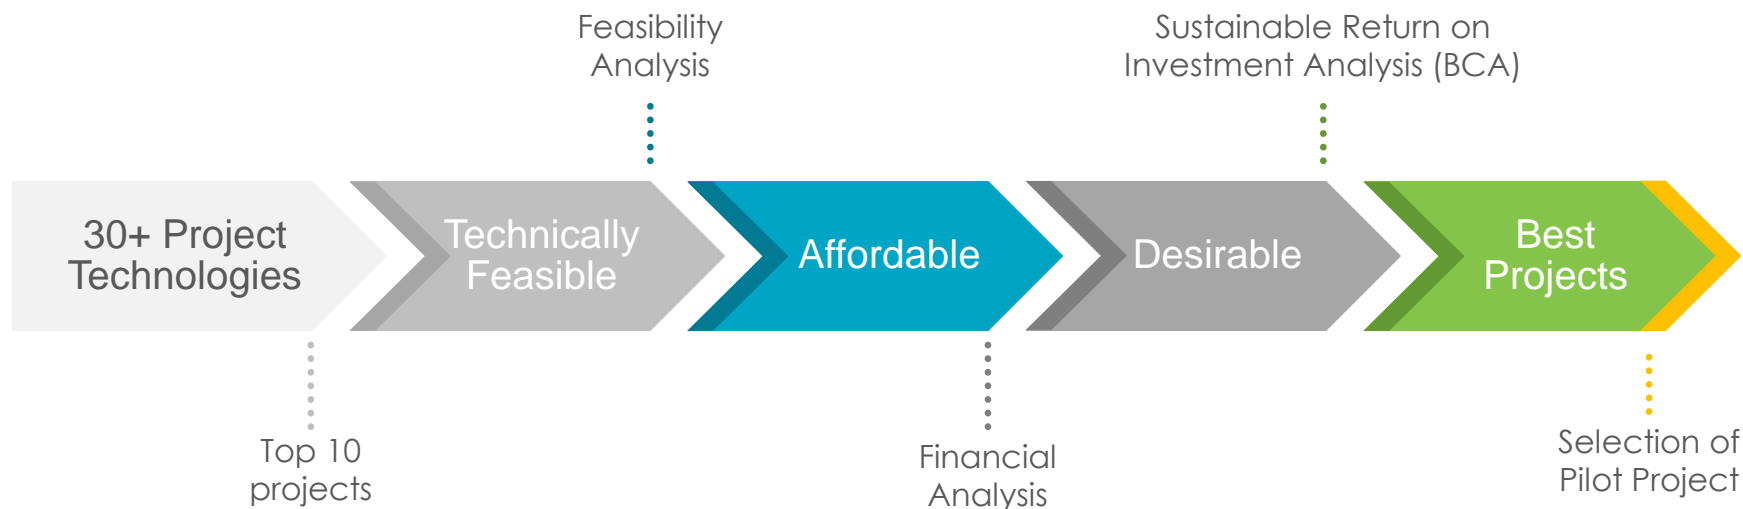 Feasibility
Analysis
Sustainable Return on
Investment Analysis (BCA)
30+ Project
Technologies
Technically
Feasible
Affordable
Desirable
Best
Projects
Top 10
projects
Financial
Analysis
Selection of
Pilot Project